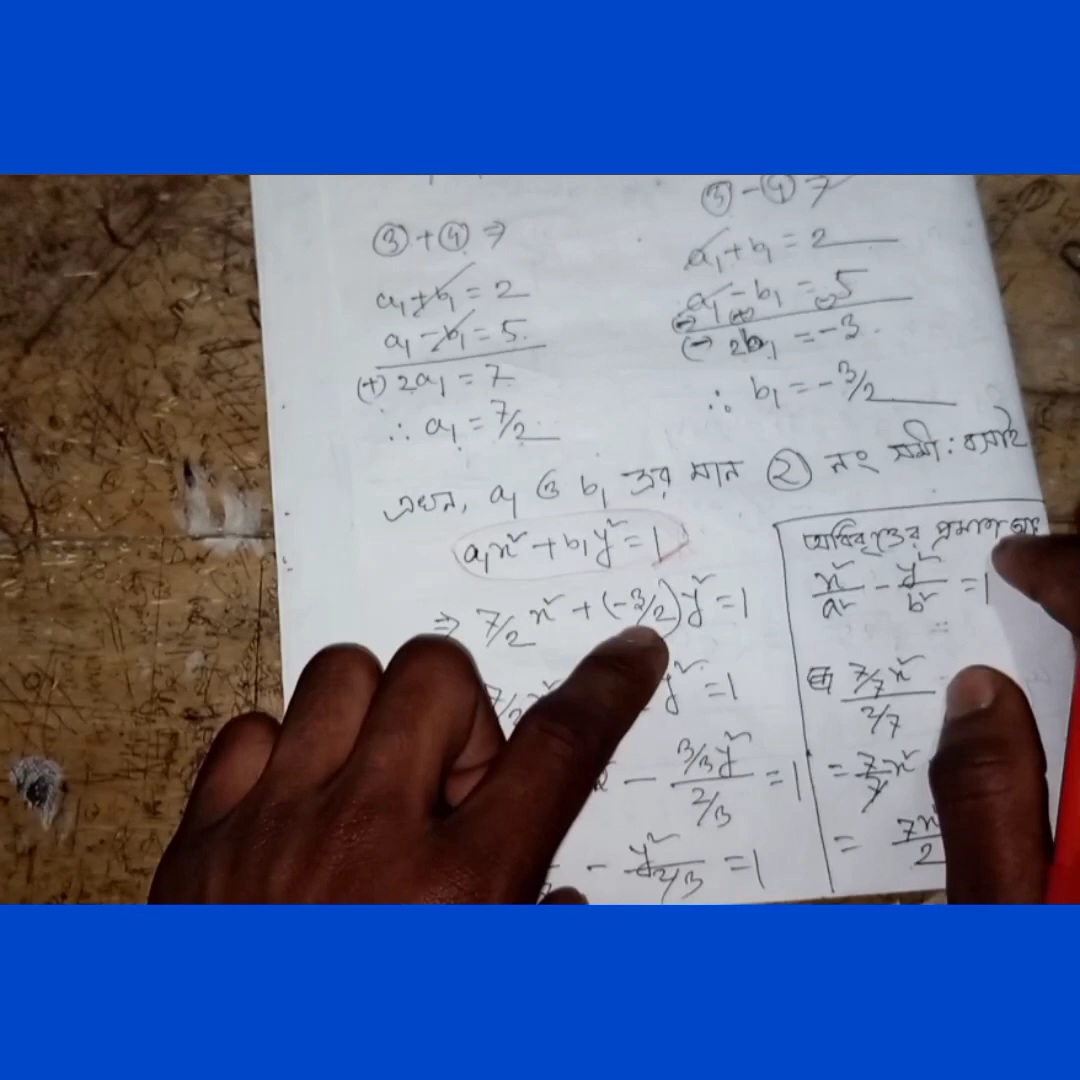 ③ + ④ ⇒
a₁ + b₁ = 2
a₁ - b₁ = 5
(+) 2a₁ = 7
∴ a₁ = 7/2
③ - ④ ⇒
a₁ + b₁ = 2
a₁ - b₁ = 5
(-) (+) (-)
(-) 2b₁ = -3
∴ b₁ = -3/2
এখন, a₁ ও b₁ এর মান ② নং সমী: বসাই
a₁x² + b₁y² = 1
⇒ 7/2 x² + (-3/2) y² = 1
7/2 x² y² = 1
- (3/3 y²)/(2/3) = 1
- y²/(2/3) = 1
অধিবৃত্তের প্রমাণ
x²/a² - y²/b² = 1
(7/7 x²)/(2/7)
= 7/7 x²
= 7x²/2